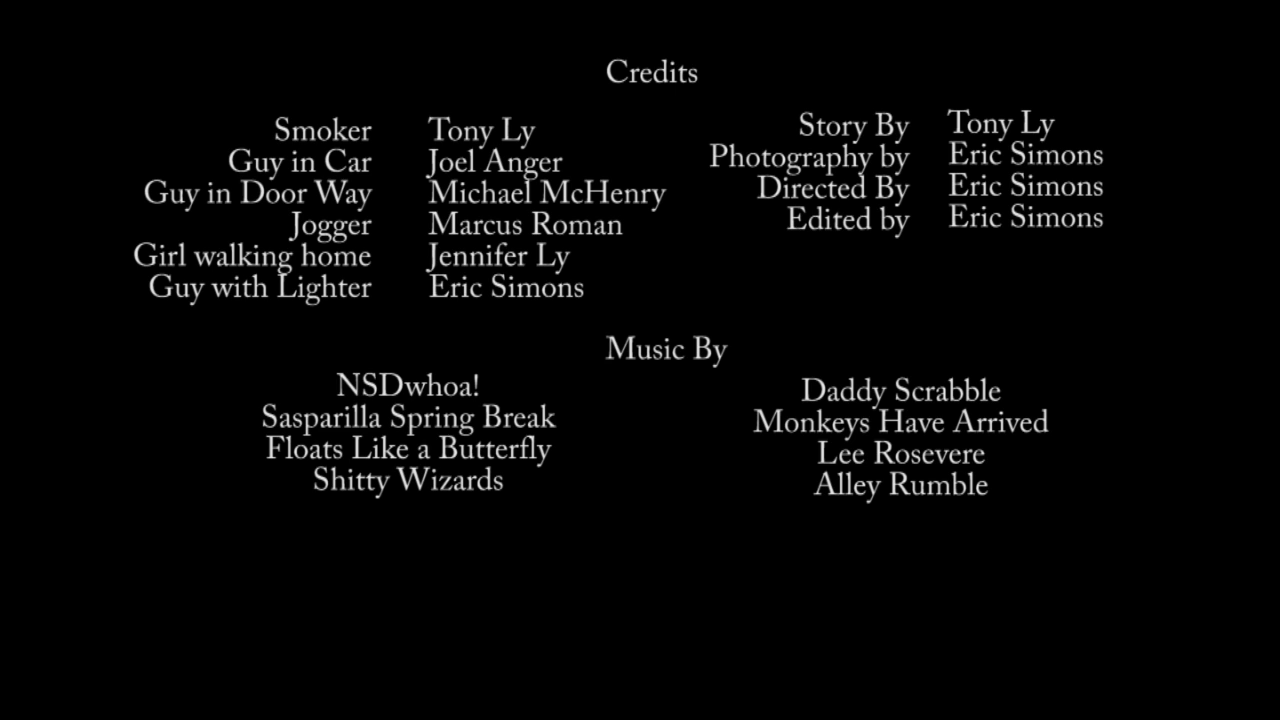 Credits
Smoker Tony Ly
Guy in Car Joel Anger
Guy in Door Way Michael McHenry
Jogger Marcus Roman
Girl walking home Jennifer Ly
Guy with Lighter Eric Simons
Story By Tony Ly
Photography by Eric Simons
Directed By Eric Simons
Edited by Eric Simons
Music By
NSDwhoa!
Sasparilla Spring Break
Floats Like a Butterfly
Shitty Wizards
Daddy Scrabble
Monkeys Have Arrived
Lee Rosevere
Alley Rumble